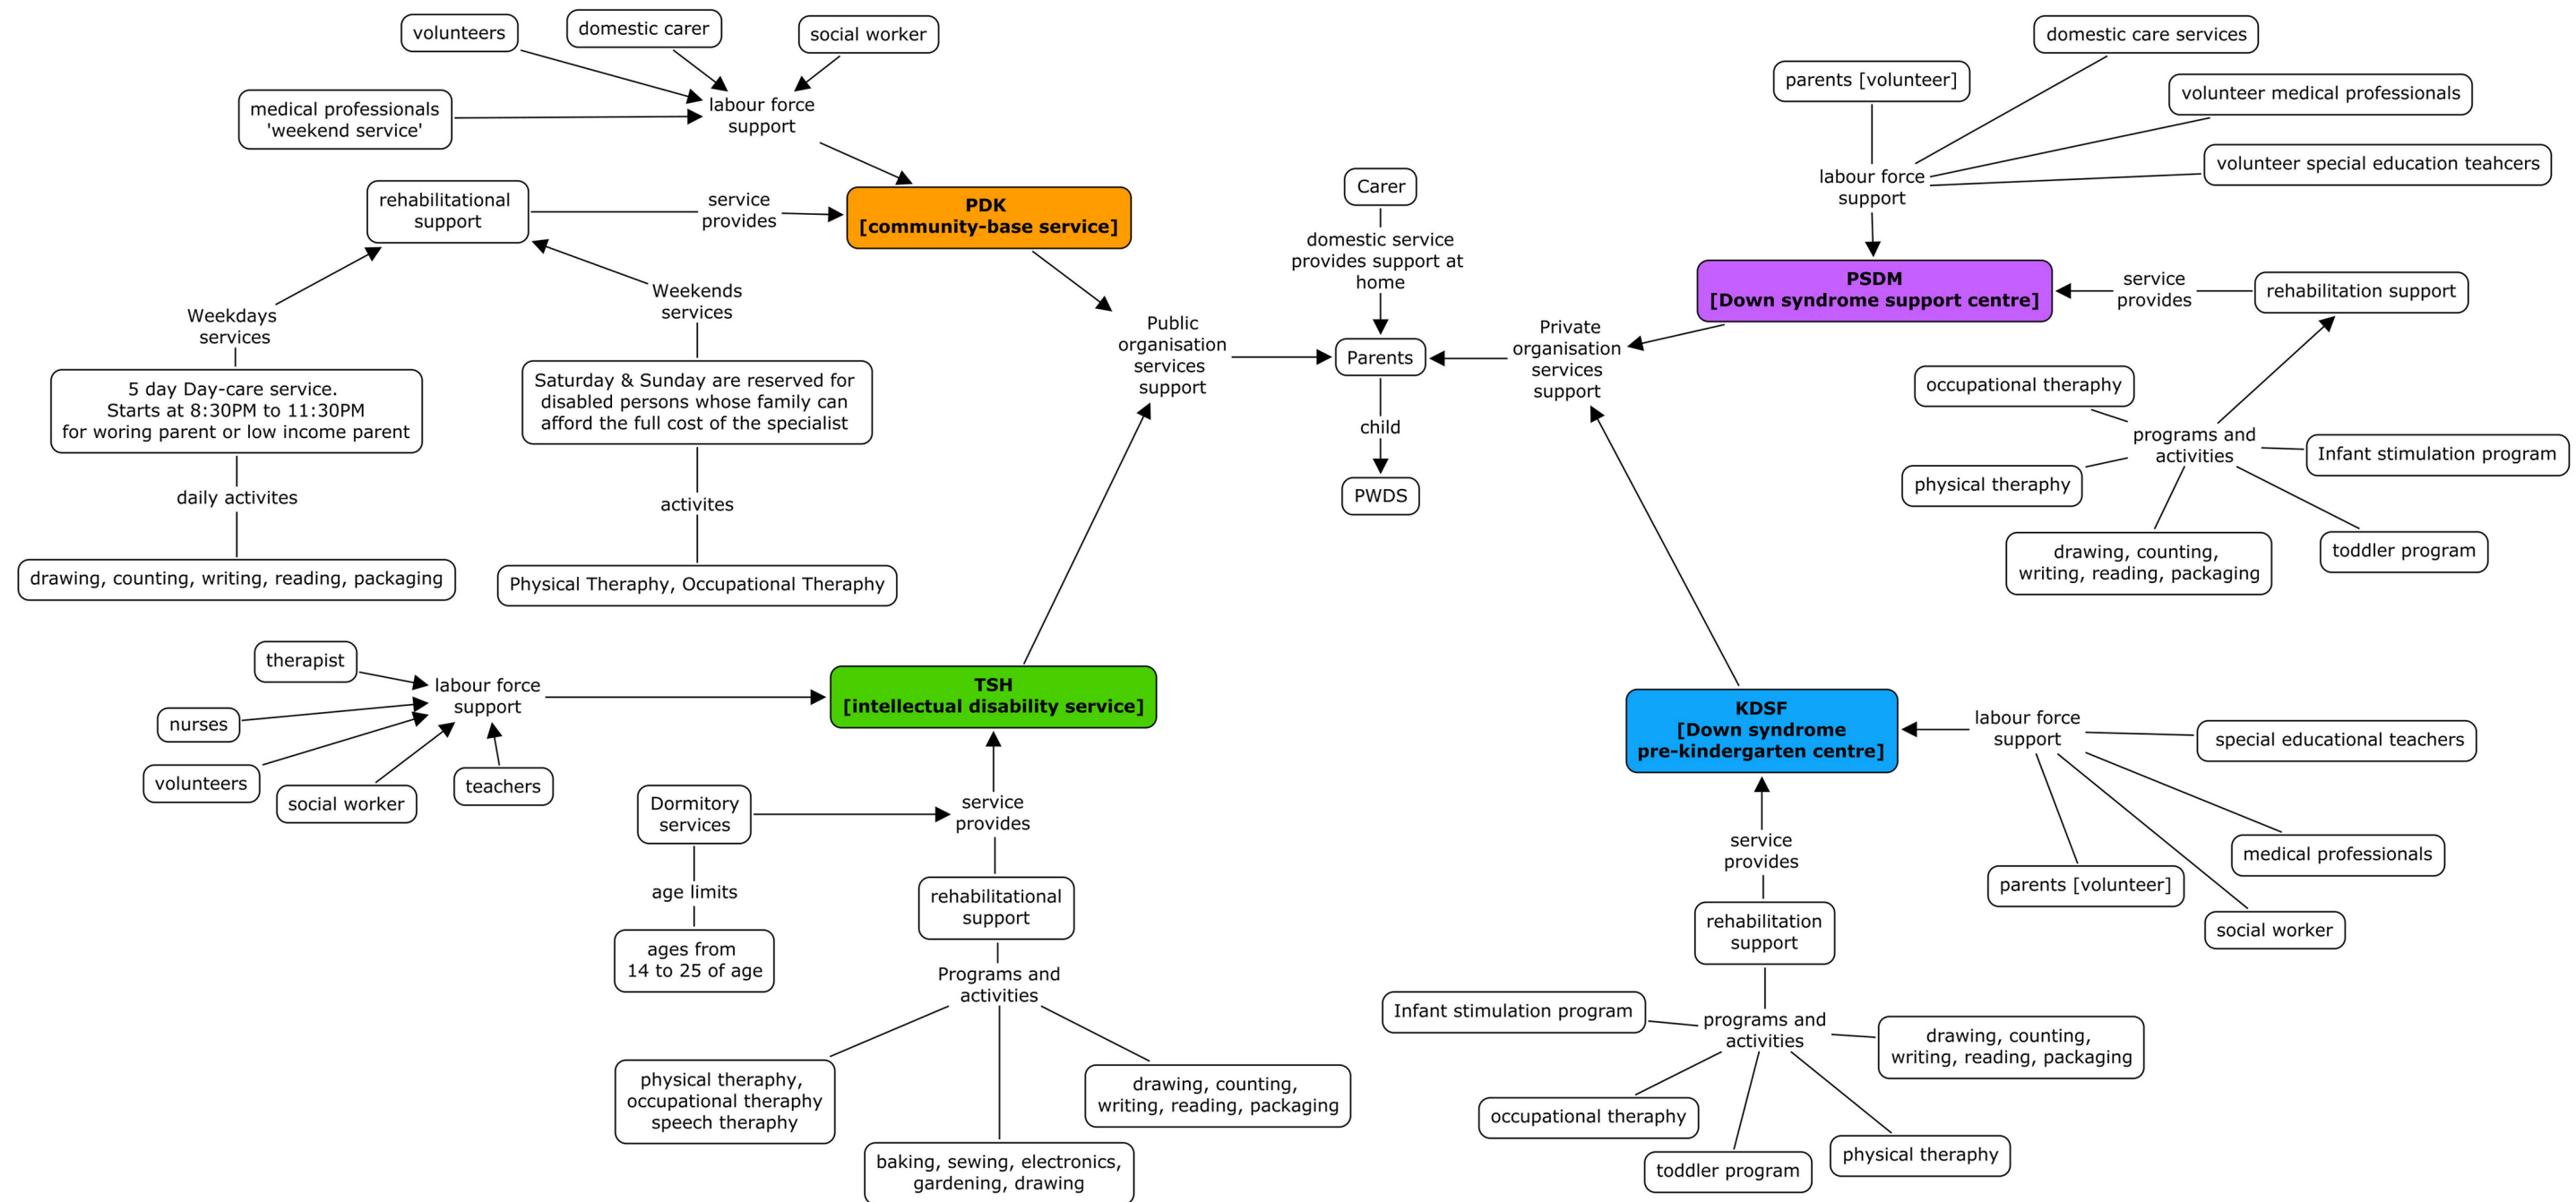 volunteers
domestic carer
social worker
medical professionals
'weekend service'
labour force
support
rehabilitational
support
service
provides
PDK
[community-base service]
Weekdays
services
Weekends
services
5 day Day-care service.
Starts at 8:30PM to 11:30PM
for woring parent or low income parent
Saturday & Sunday are reserved for
disabled persons whose family can
afford the full cost of the specialist
daily activites
activites
drawing, counting, writing, reading, packaging
Physical Theraphy, Occupational Theraphy
Public
organisation
services
support
Carer
domestic service
provides support at
home
Parents
child
PWDS
Private
organisation
services
support
domestic care services
parents [volunteer]
volunteer medical professionals
volunteer special education teahcers
labour force
support
PSDM
[Down syndrome support centre]
service
provides
rehabilitation support
occupational theraphy
programs and
activities
Infant stimulation program
physical theraphy
drawing, counting,
writing, reading, packaging
toddler program
therapist
nurses
volunteers
social worker
teachers
labour force
support
TSH
[intellectual disability service]
Dormitory
services
service
provides
age limits
ages from
14 to 25 of age
rehabilitational
support
Programs and
activities
physical theraphy,
occupational theraphy
speech theraphy
baking, sewing, electronics,
gardening, drawing
drawing, counting,
writing, reading, packaging
KDSF
[Down syndrome
pre-kindergarten centre]
labour force
support
special educational teachers
medical professionals
parents [volunteer]
social worker
service
provides
rehabilitation
support
Infant stimulation program
programs and
activities
drawing, counting,
writing, reading, packaging
occupational theraphy
toddler program
physical theraphy